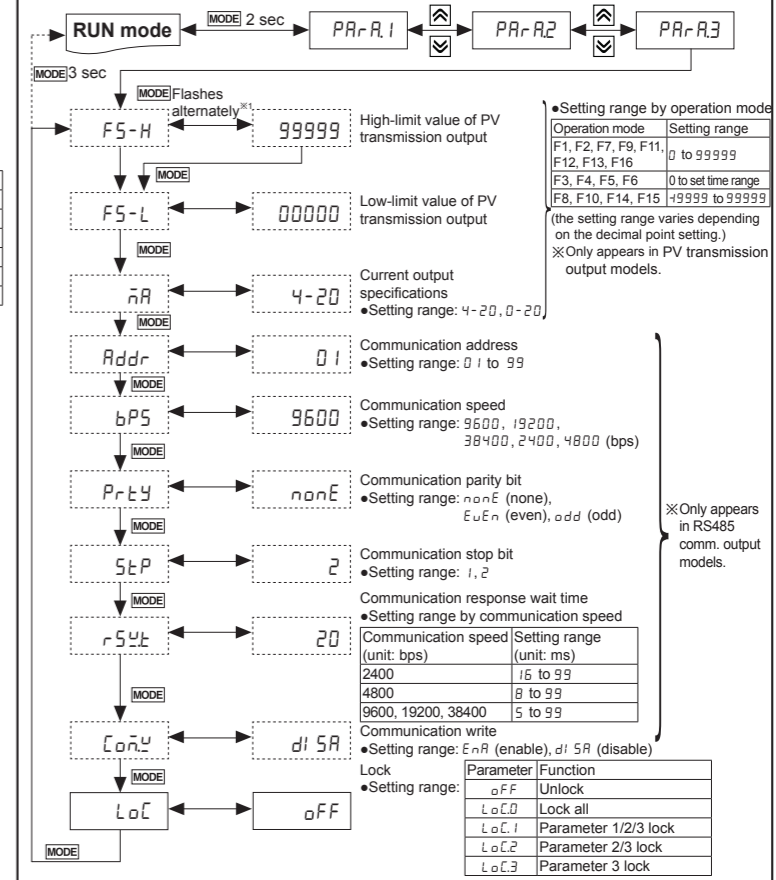 RUN mode
MODE 2 sec
PArA.1
PArA.2
PArA.3
MODE 3 sec
MODE Flashes alternately※1
FS-H
99999
High-limit value of PV
transmission output
MODE
FS-L
00000
Low-limit value of PV
transmission output
●Setting range by operation mode
Operation mode Setting range
F1, F2, F7, F9, F11, F12, F13, F16 0 to 99999
F3, F4, F5, F6 0 to set time range
F8, F10, F14, F15 -19999 to 99999
(the setting range varies depending
on the decimal point setting.)
※Only appears in PV transmission
output models.
MODE
mA
4-20
Current output
specifications
●Setting range: 4-20, 0-20
MODE
Addr
01
Communication address
●Setting range: 01 to 99
MODE
bPS
9600
Communication speed
●Setting range: 9600, 19200,
38400, 2400, 4800 (bps)
MODE
PrtY
nonE
Communication parity bit
●Setting range: nonE (none),
EvEn (even), odd (odd)
MODE
StP
2
Communication stop bit
●Setting range: 1, 2
MODE
rSY.t
20
Communication response wait time
●Setting range by communication speed
Communication speed (unit: bps) Setting range (unit: ms)
2400 16 to 99
4800 8 to 99
9600, 19200, 38400 5 to 99
MODE
Com.Y
dISA
Communication write
●Setting range: EnA (enable), dISA (disable)
※Only appears
in RS485
comm. output
models.
MODE
LoC
oFF
Lock
●Setting range:
Parameter Function
oFF Unlock
LoC.0 Lock all
LoC.1 Parameter 1/2/3 lock
LoC.2 Parameter 2/3 lock
LoC.3 Parameter 3 lock
MODE